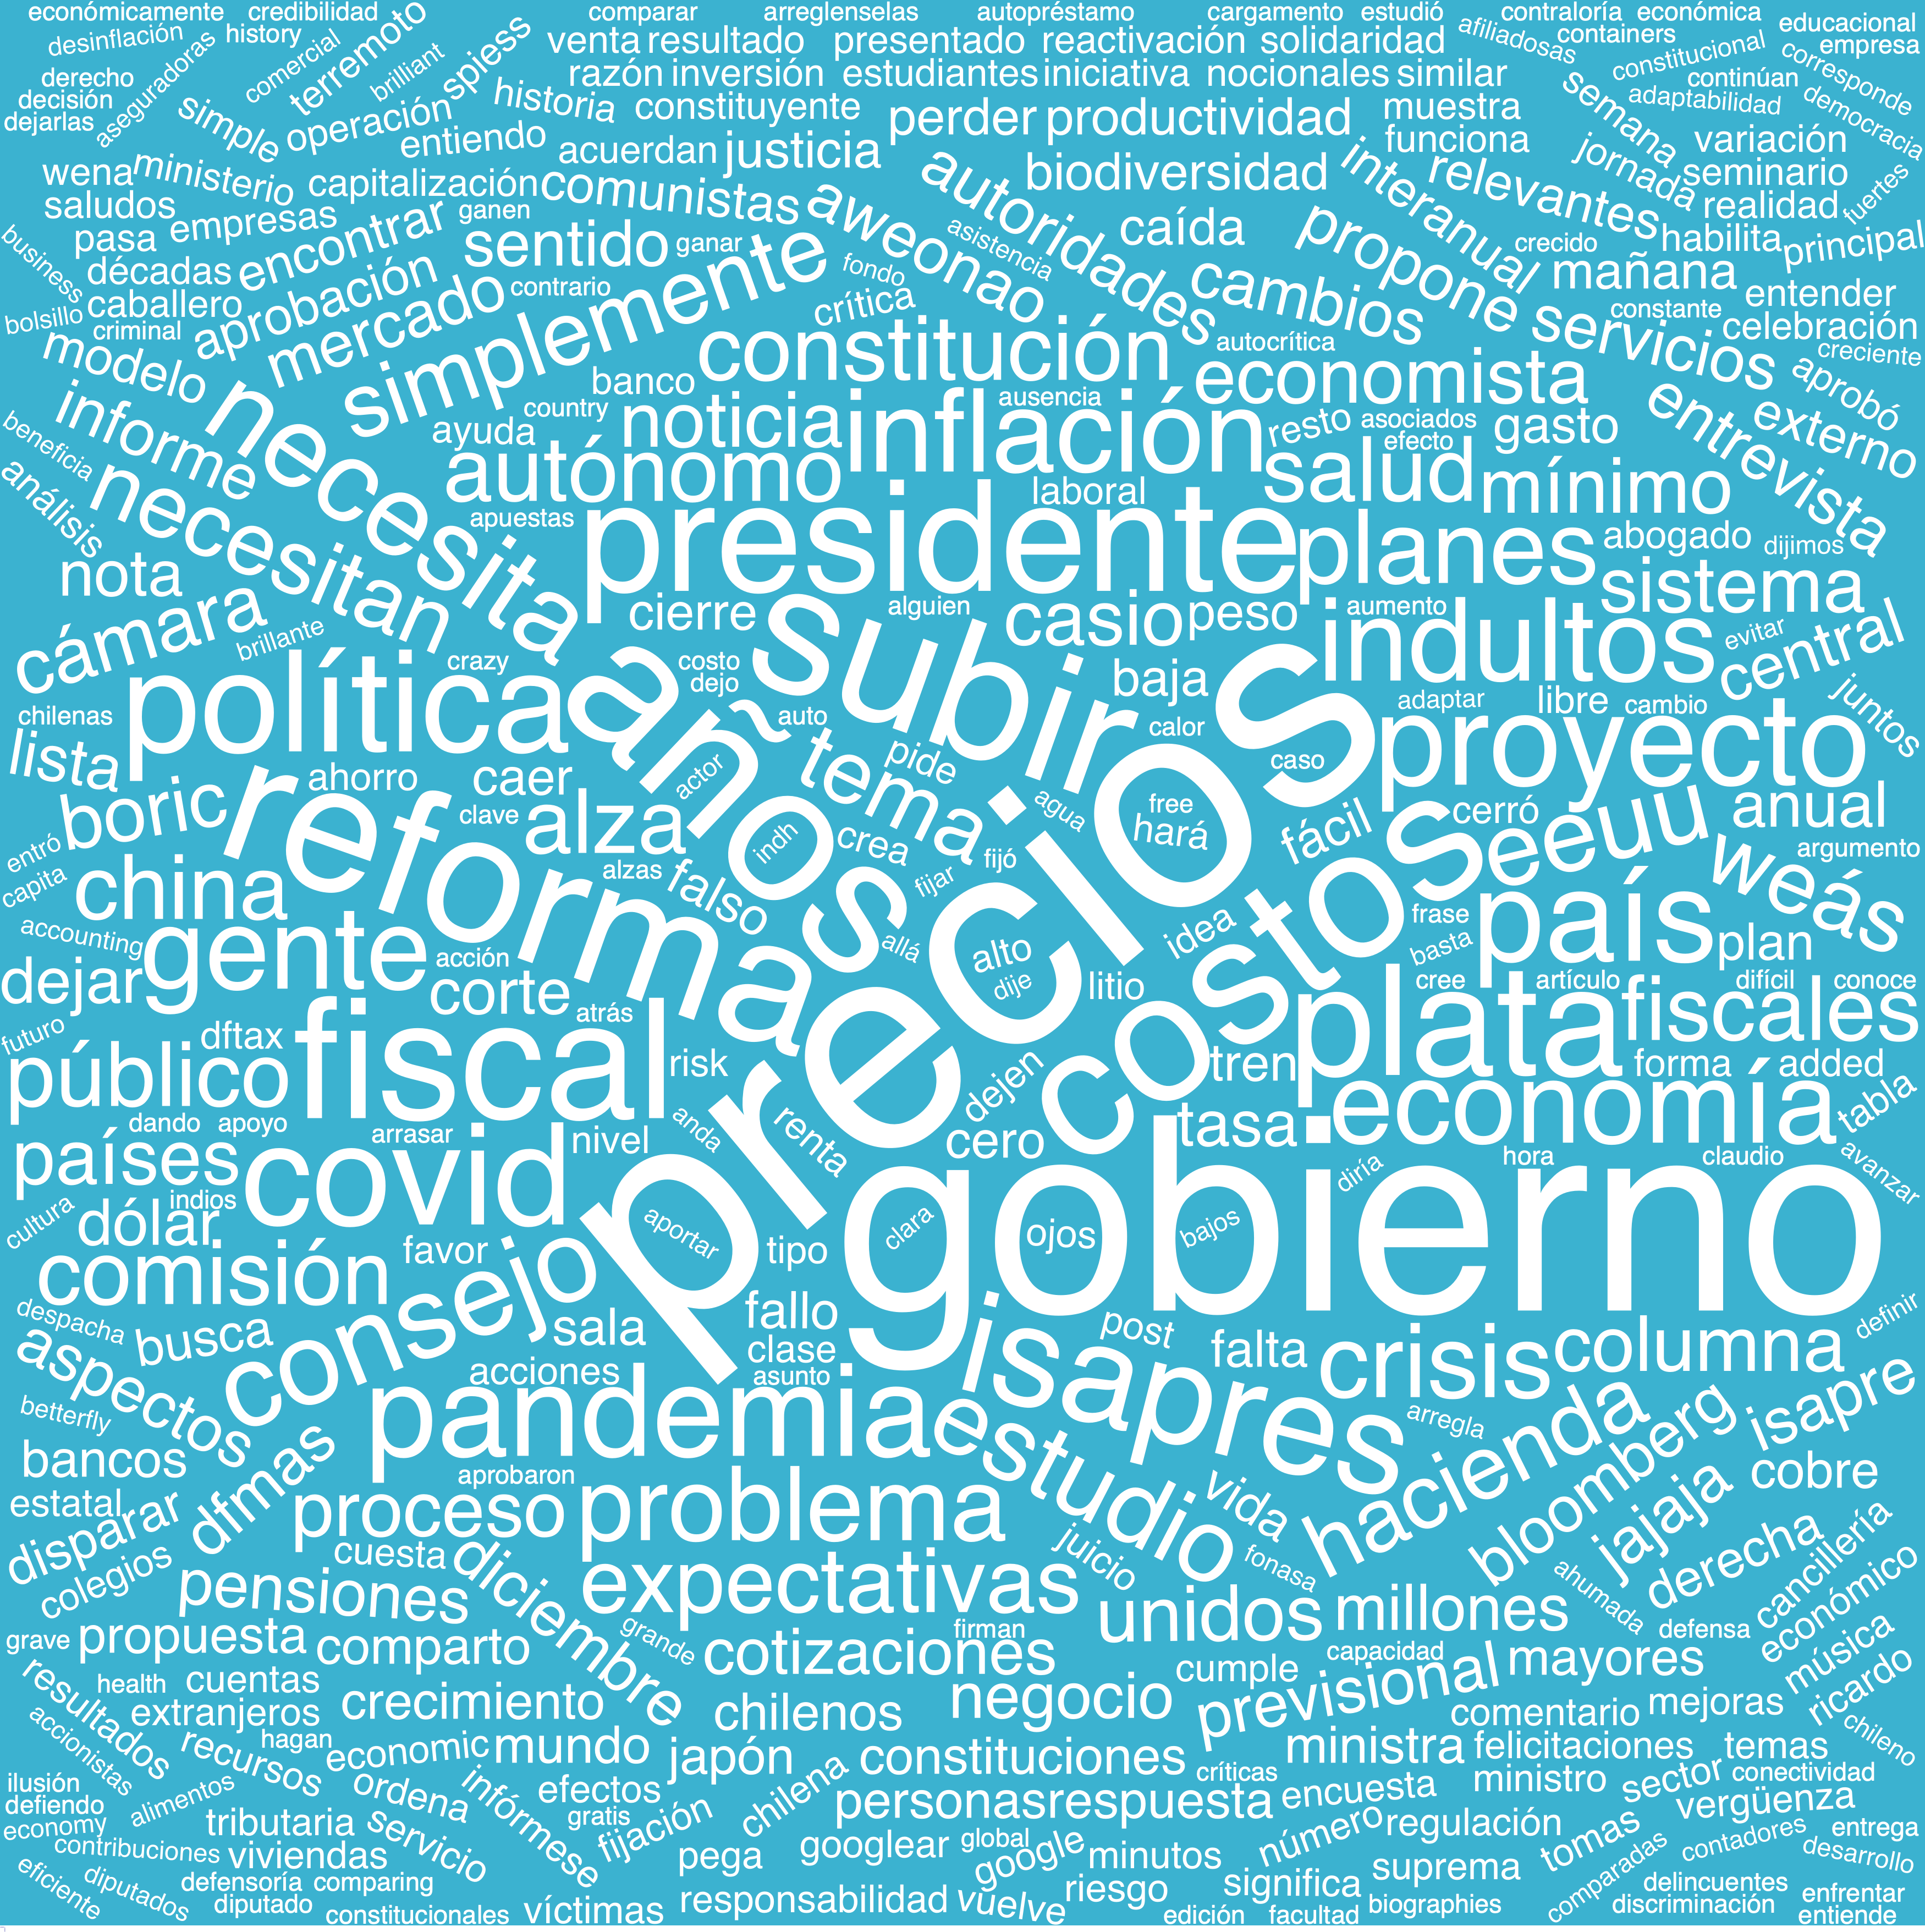 económicamente credibilidad comparar arreglenselas autopréstamo cargamento estudió contraloría económica educacional
desinflación history comercial terremoto spiess venta resultado presentado reactivación solidaridad afiliadosas containers constitucional empresa
derecho aseguradoras brilliant razón inversión estudiantes iniciativa nocionales similar semana continúan corresponde
decisión dejarlas simple operación historia constituyente perder productividad muestra adaptabilidad democracia
wena ministerio entiendo acuerdan justicia biodiversidad funciona jornada variación
saludos capitalización comunistas aweonao autoridades interanual relevantes seminario
pasa empresas encontrar ganen sentido ganar asistencia caída propone realidad fuertes
business décadas aprobación contrario fondo cambios servicios crecido habilita principal
bolsillo caballero criminal mercado simplemente crítica mañana constante entender
modelo necesita banco constitución autocrítica economista celebración creciente
informe country noticia inflación ausencia resto asociados efecto gasto entrevista externo aprobó
beneficia necesitan ayuda autónomo laboral salud mínimo
análisis apuestas presidente planes abogado dijimos
nota cierre subir alguien casio peso aumento sistema
cámara brillante indultos evitar central
política crazy años costo dejo baja adaptar libre cambio juntos
chilenas auto calor proyecto
lista ahorro caer actor tema pide precios caso
boric reforma clave alza indh crea agua free hará fácil cerró eeuu anual
entró capita china alzas falso fijar fijó costos weás argumento
accounting gente acción allá alto idea frase basta país plan
dejar corte atrás dije litio plata cree artículo difícil conoce
futuro dftax fiscal fiscales
público risk dejen tren forma added
dando apoyo arrasar anda renta economía tabla
países covid nivel cero tasa hora claudio avanzar
cultura indios dólar aportar clara gobierno diría
comisión favor consejo tipo ojos bajos
despacha busca sala fallo isapres post falta crisis columna definir
aspectos acciones clase asunto
betterfly pandemia estudio arregla hacienda bloomberg isapre
bancos dfmas aprobaron vida cobre
estatal proceso problema jajaja
disparar cuesta diciembre juicio fonasa derecha cancillería
colegios pensiones expectativas ahumada económico
grave propuesta comparto grande cotizaciones firman unidos millones defensa
resultados health cuentas cumple capacidad previsional mayores música
extranjeros crecimiento chilenos negocio comentario mejoras ricardo
accionistas recursos hagan economic mundo japón constituciones ministra felicitaciones temas chileno
ilusión alimentos ordena infórmese efectos chilena críticas encuesta ministro sector conectividad
defiendo gratis personas respuesta vergüenza
economy tributaria servicio fijación googlear global google número regulación tomas entrega
contribuciones viviendas pega minutos contadores desarrollo
eficiente diputados defensoría comparing responsabilidad vuelve riesgo significa suprema comparadas delincuentes enfrentar
diputado constitucionales víctimas edición facultad biographies discriminación entiende